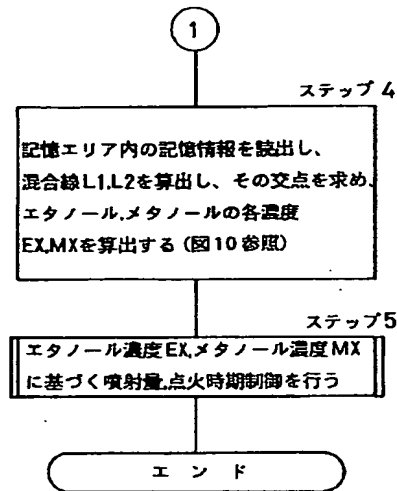 1
ステップ 4
記憶エリア内の記憶情報を読出し、
混合線L1,L2を算出し、その交点を求め、
エタノール,メタノールの各濃度
EX,MXを算出する (図10参照)
ステップ5
エタノール濃度EX,メタノール濃度MX
に基づく噴射量,点火時期制御を行う
エンド